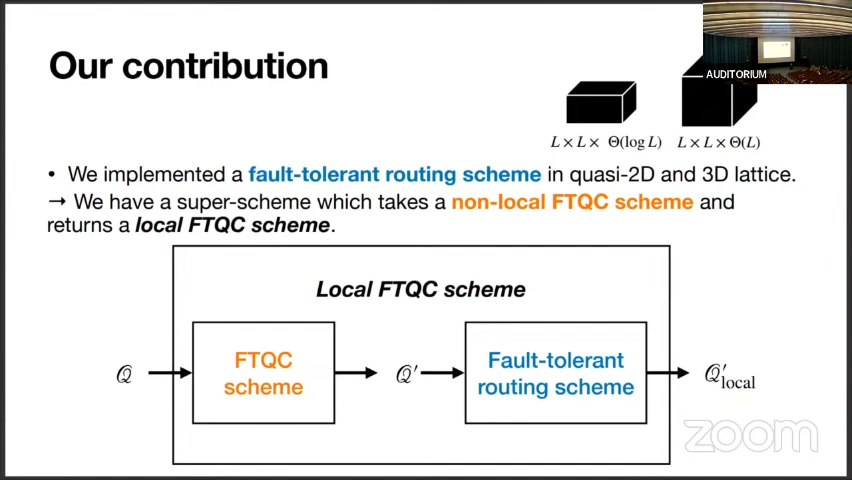 Our contribution
AUDITORIUM
L × L × Θ(log L)
L × L × Θ(L)
• We implemented a fault-tolerant routing scheme in quasi-2D and 3D lattice.
→ We have a super-scheme which takes a non-local FTQC scheme and
returns a local FTQC scheme.
Local FTQC scheme
𝒬
FTQC
scheme
𝒬′
Fault-tolerant
routing scheme
𝒬′local
zoom